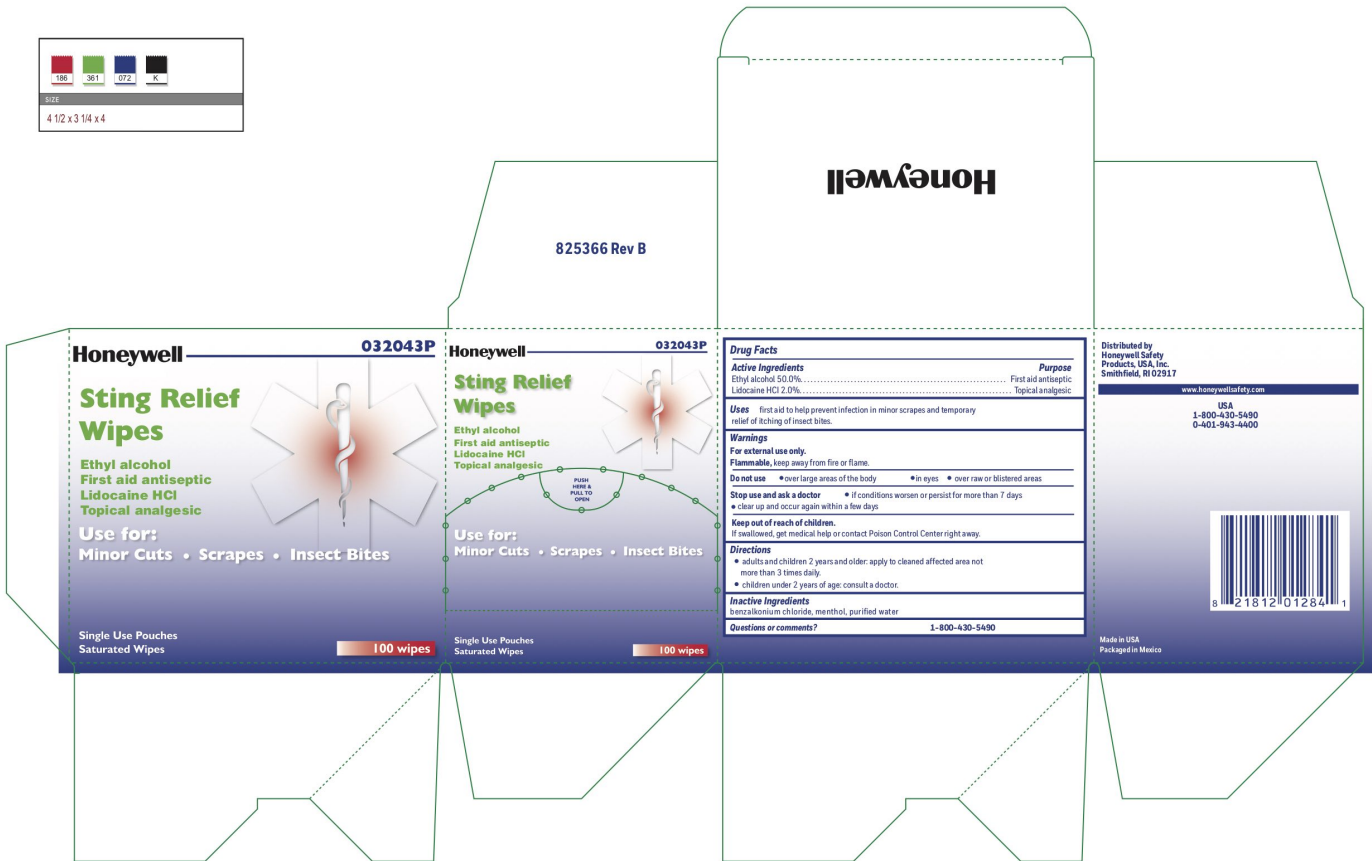 186 361 072 K
SIZE
4 1/2 x 3 1/4 x 4
Honeywell
825366 Rev B
Honeywell 032043P
Sting Relief
Wipes
Ethyl alcohol
First aid antiseptic
Lidocaine HCl
Topical analgesic
Use for:
Minor Cuts • Scrapes • Insect Bites
Single Use Pouches
Saturated Wipes
100 wipes
Honeywell 032043P
Sting Relief
Wipes
Ethyl alcohol
First aid antiseptic
Lidocaine HCl
Topical analgesic
PUSH
HERE &
PULL TO
OPEN
Use for:
Minor Cuts • Scrapes • Insect Bites
Single Use Pouches
Saturated Wipes
100 wipes
Drug Facts
Active Ingredients Purpose
Ethyl alcohol 50.0%. . . . . . . . . . . . . . . . . . . . First aid antiseptic
Lidocaine HCl 2.0%. . . . . . . . . . . . . . . . . . . . Topical analgesic
Uses first aid to help prevent infection in minor scrapes and temporary
relief of itching of insect bites.
Warnings
For external use only.
Flammable, keep away from fire or flame.
Do not use • over large areas of the body • in eyes • over raw or blistered areas
Stop use and ask a doctor • if conditions worsen or persist for more than 7 days
• clear up and occur again within a few days
Keep out of reach of children.
If swallowed, get medical help or contact Poison Control Center right away.
Directions
• adults and children 2 years and older: apply to cleaned affected area not
more than 3 times daily.
• children under 2 years of age: consult a doctor.
Inactive Ingredients
benzalkonium chloride, menthol, purified water
Questions or comments? 1-800-430-5490
Distributed by
Honeywell Safety
Products, USA, Inc.
Smithfield, RI 02917
www.honeywellsafety.com
USA
1-800-430-5490
0-401-943-4400
8 21812 01284 1
Made in USA
Packaged in Mexico